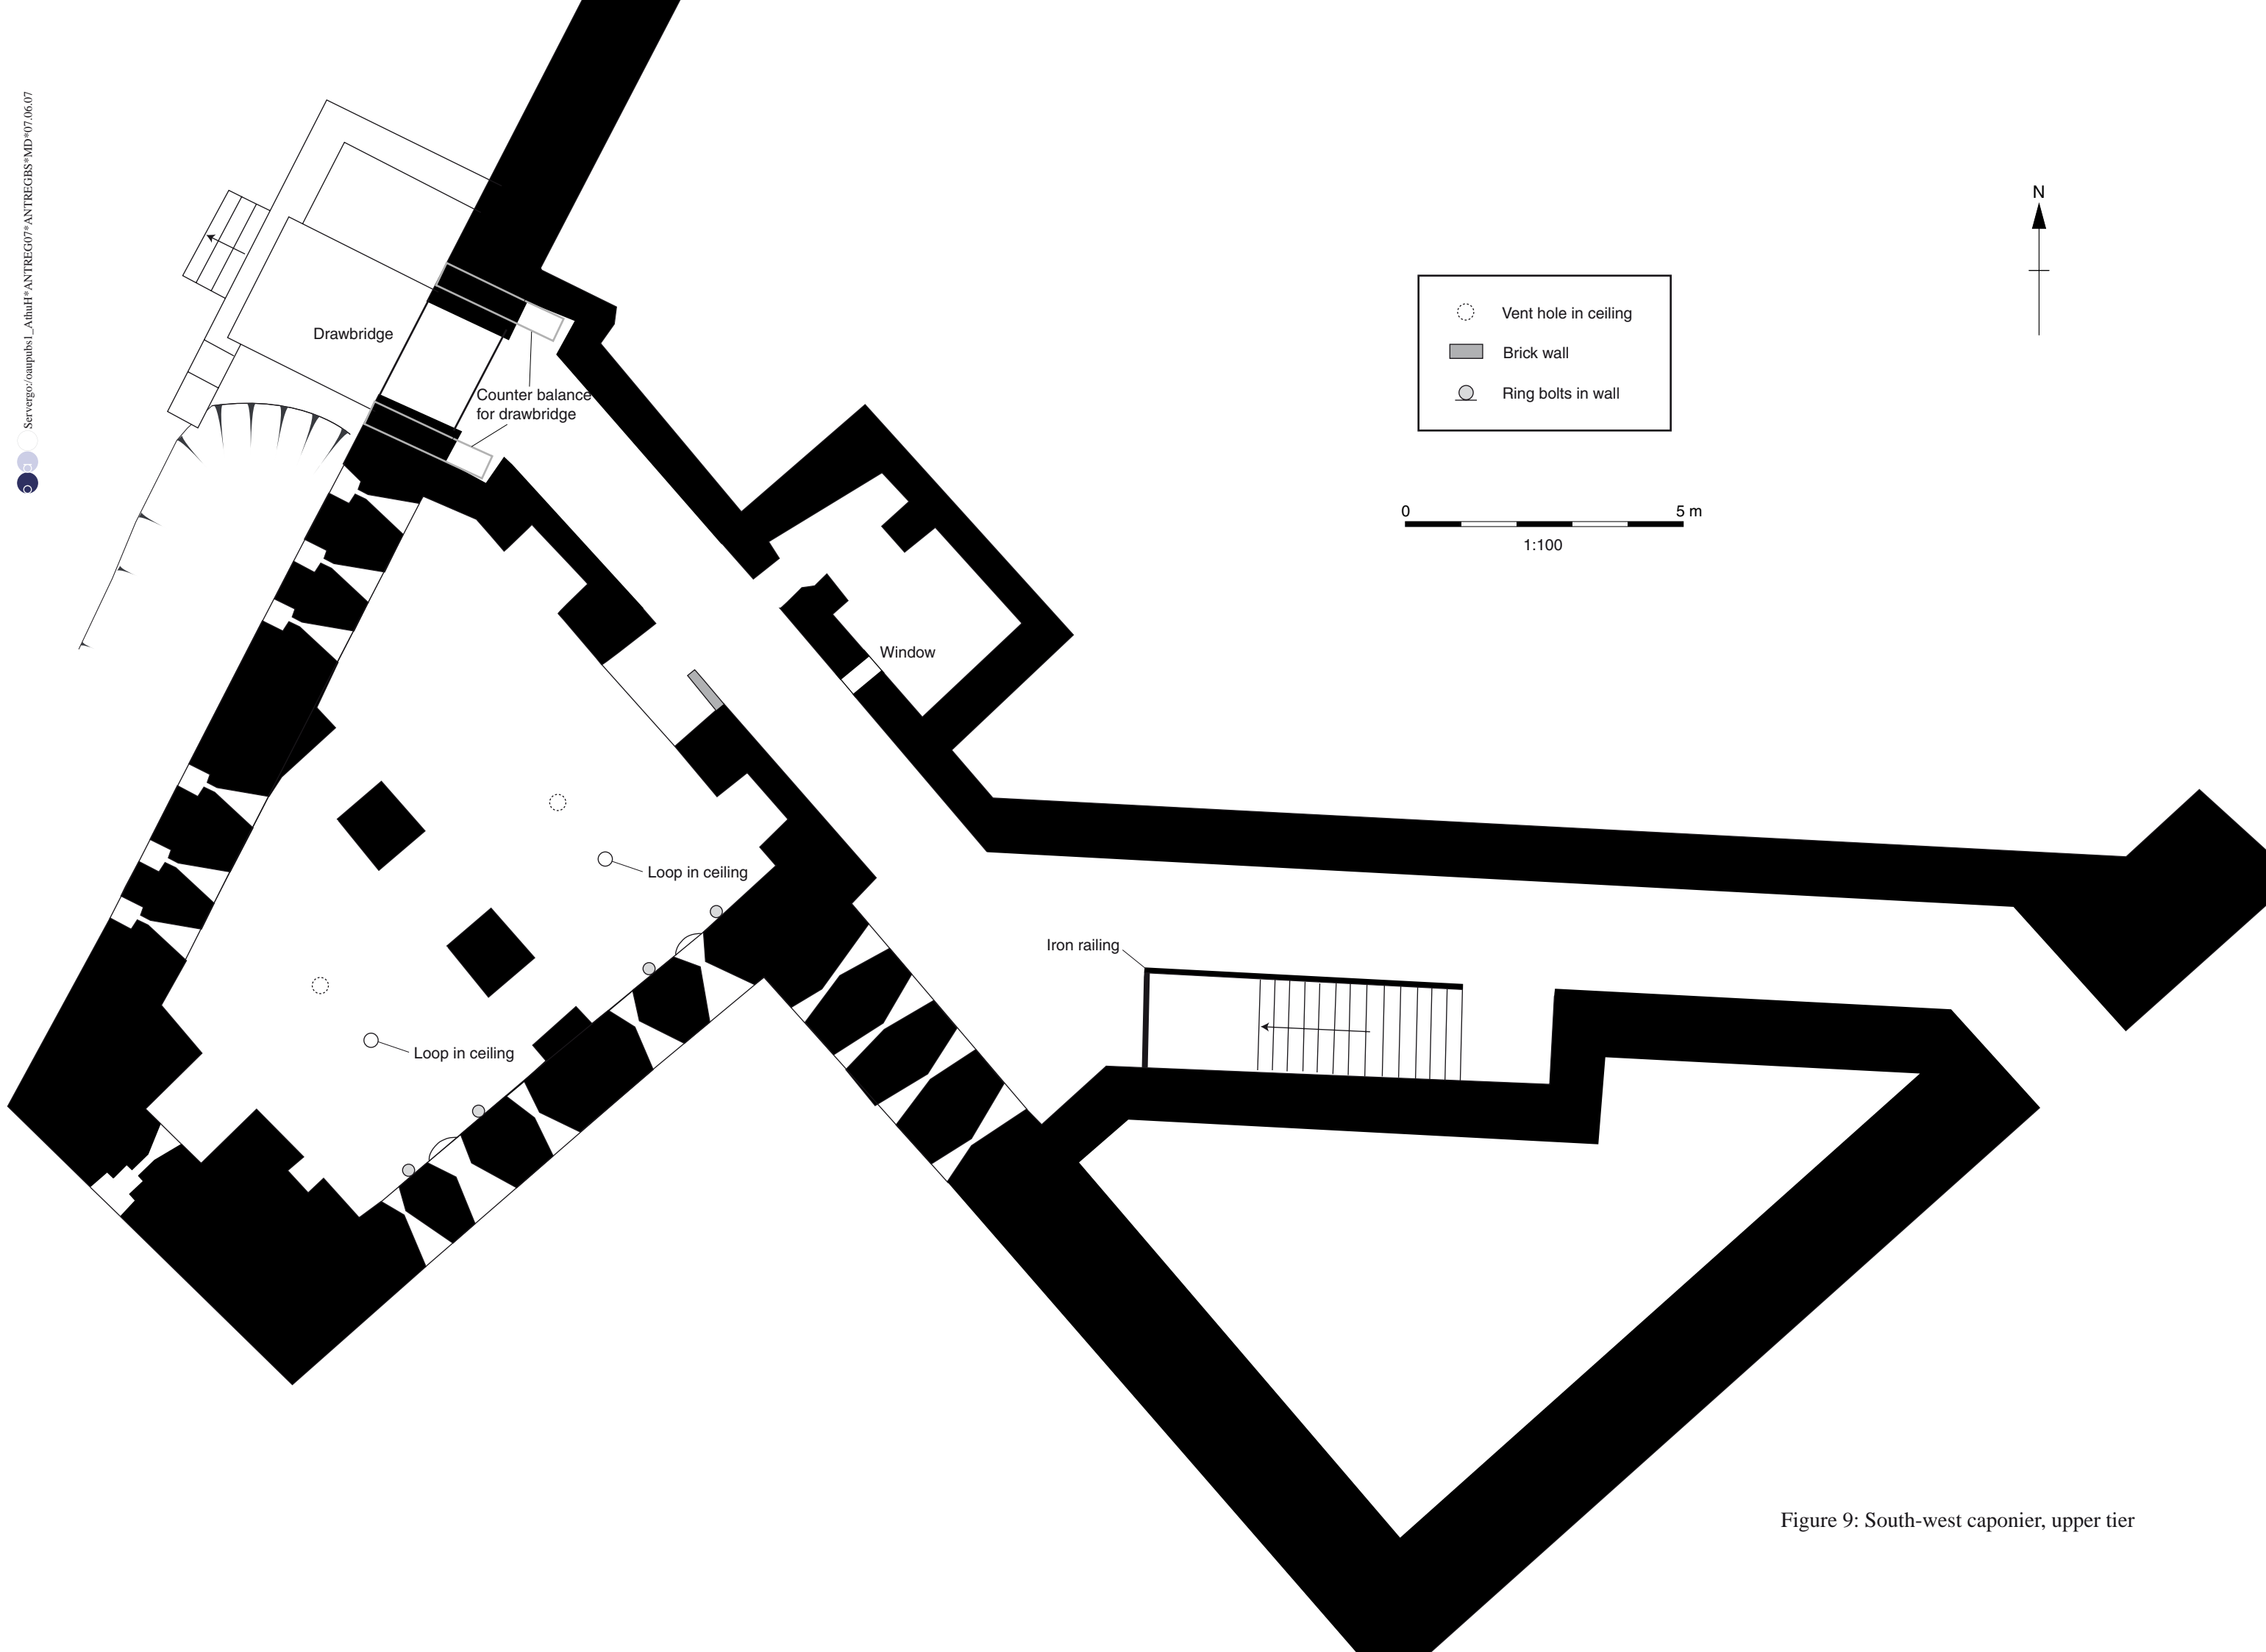 Servergo:/oaupubs1_AthuH*ANTREG07*ANTREGBS*MD*07.06.07
N
Drawbridge
Vent hole in ceiling
Brick wall
Ring bolts in wall
Counter balance
for drawbridge
0 5 m
1:100
Window
Loop in ceiling
Iron railing
Loop in ceiling
Figure 9: South-west caponier, upper tier